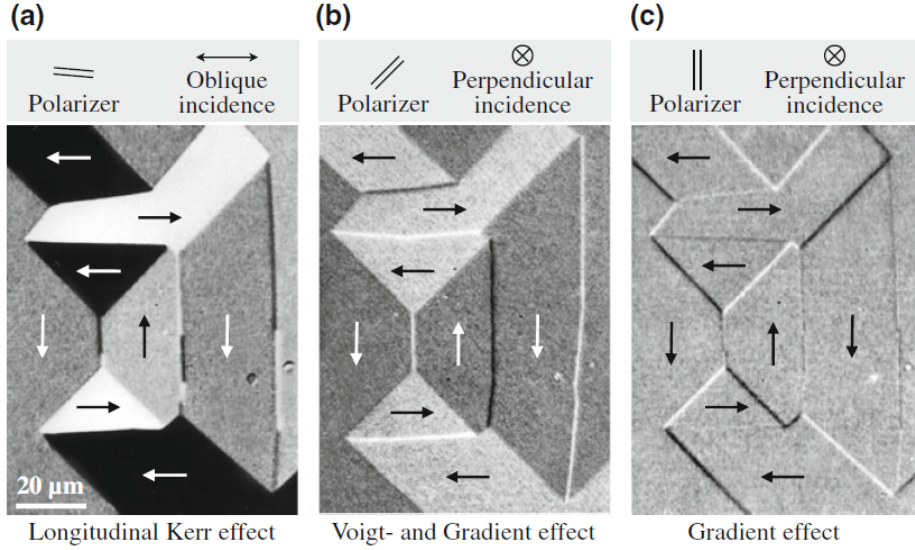 (a)
(b)
(c)
Polarizer
Oblique
incidence
Polarizer
Perpendicular
incidence
Polarizer
Perpendicular
incidence
20 μm
Longitudinal Kerr effect
Voigt- and Gradient effect
Gradient effect